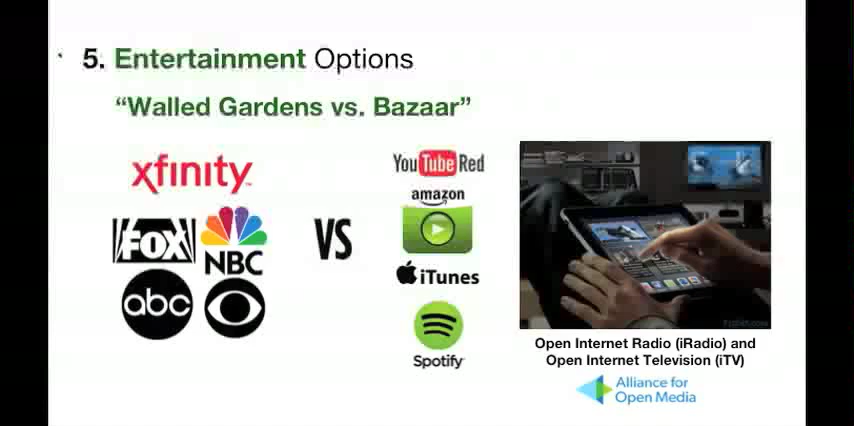 5. Entertainment Options
“Walled Gardens vs. Bazaar”
xfinity
FOX
NBC
abc
VS
YouTube Red
amazon
iTunes
Spotify
Open Internet Radio (iRadio) and
Open Internet Television (iTV)
Alliance for
Open Media